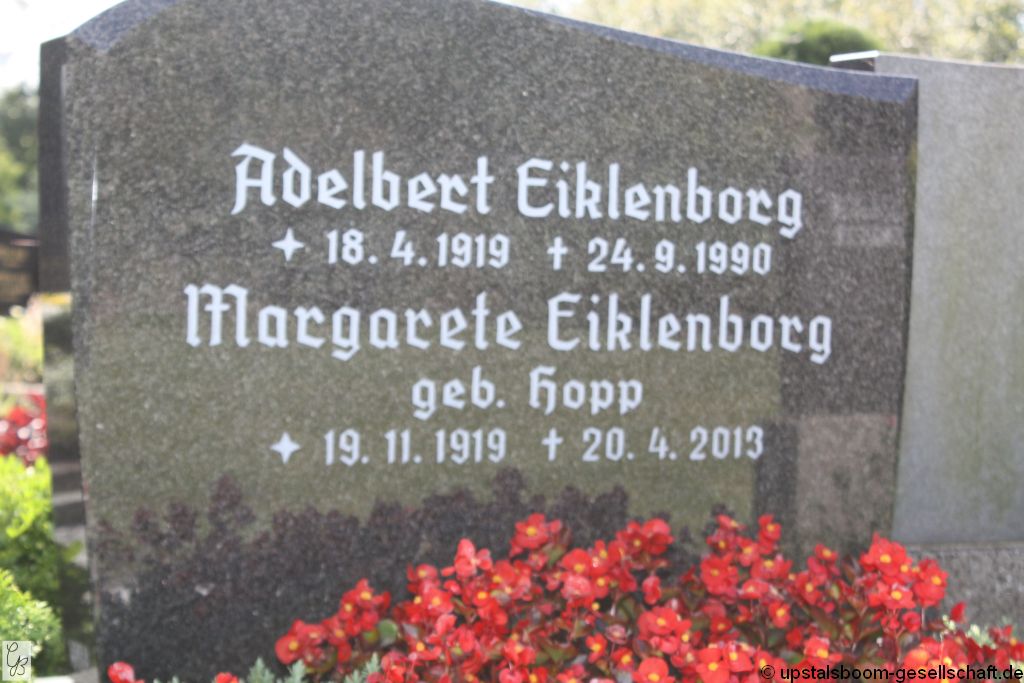 Adelbert Eiklenborg
✦ 18. 4. 1919 † 24. 9. 1990
Margarete Eiklenborg
geb. Hopp
✦ 19. 11. 1919 † 20. 4. 2013
© upstalsboom-gesellschaft.de